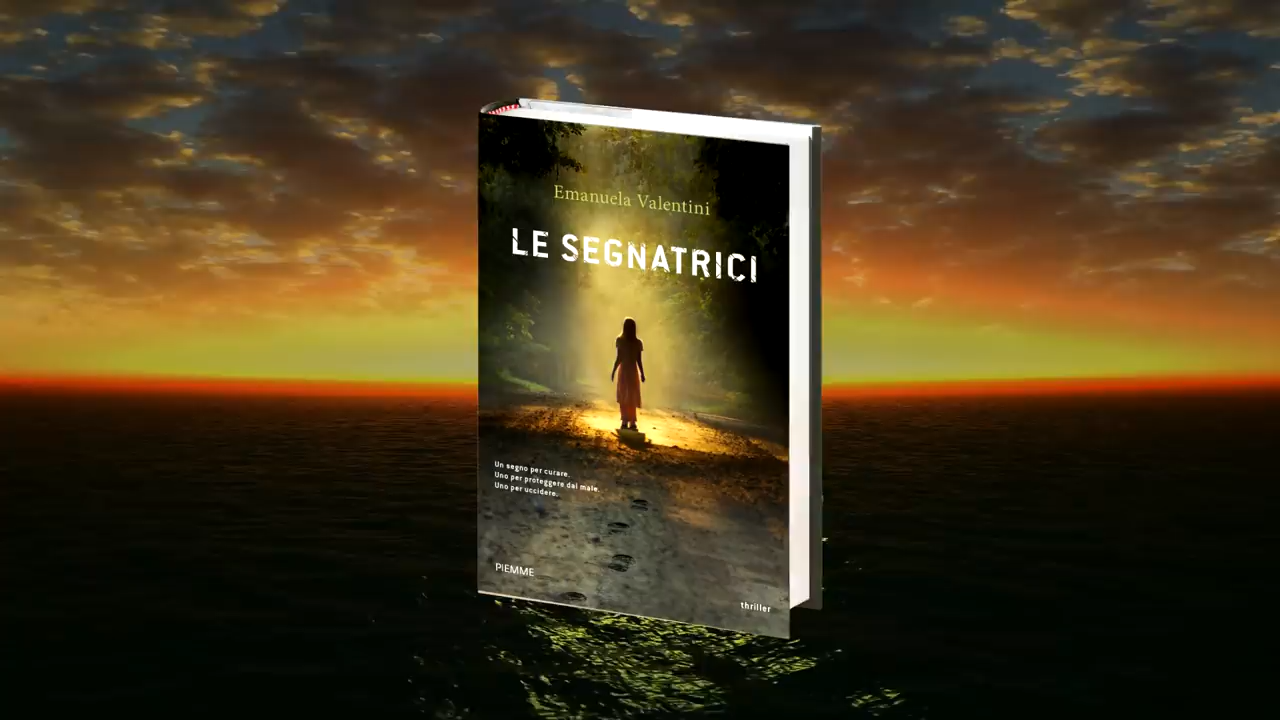 Emanuela Valentini
LE SEGNATRICI
Un segno per curare.
Uno per proteggere dal male.
Uno per uccidere.
PIEMME
thriller